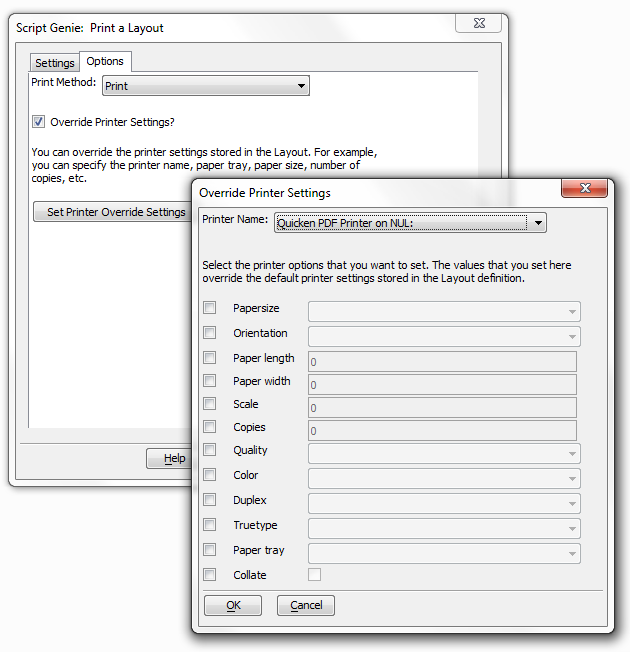 Script Genie: Print a Layout
Settings
Options
Print Method:
Print
Override Printer Settings?
You can override the printer settings stored in the Layout. For example,
you can specify the printer name, paper tray, paper size, number of
copies, etc.
Set Printer Override Settings
Help
Override Printer Settings
Printer Name:
Quicken PDF Printer on NUL:
Select the printer options that you want to set. The values that you set here
override the default printer settings stored in the Layout definition.
Papersize
Orientation
Paper length
0
Paper width
0
Scale
0
Copies
0
Quality
Color
Duplex
Truetype
Paper tray
Collate
OK
Cancel